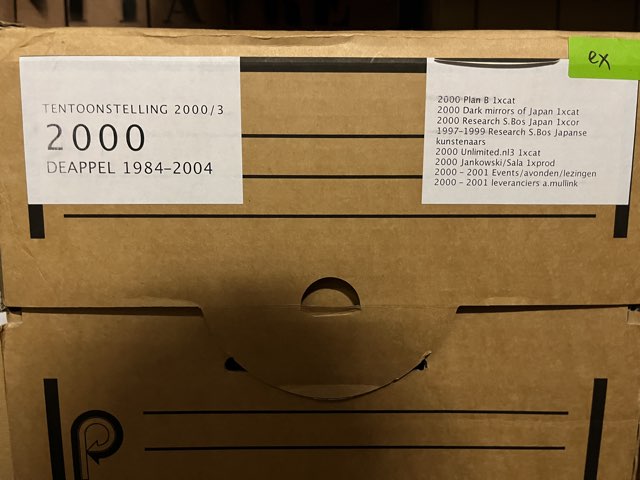 TENTOONSTELLING 2000/3
2000
DEAPPEL 1984–2004
ex
2000 Plan B 1xcat
2000 Dark mirrors of Japan 1xcat
2000 Research S.Bos Japan 1xcor
1997–1999 Research S.Bos Japanse
kunstenaars
2000 Unlimited.nl3 1xcat
2000 Jankowski/Sala 1xprod
2000 – 2001 Events/avonden/lezingen
2000 – 2001 leveranciers a.mullink